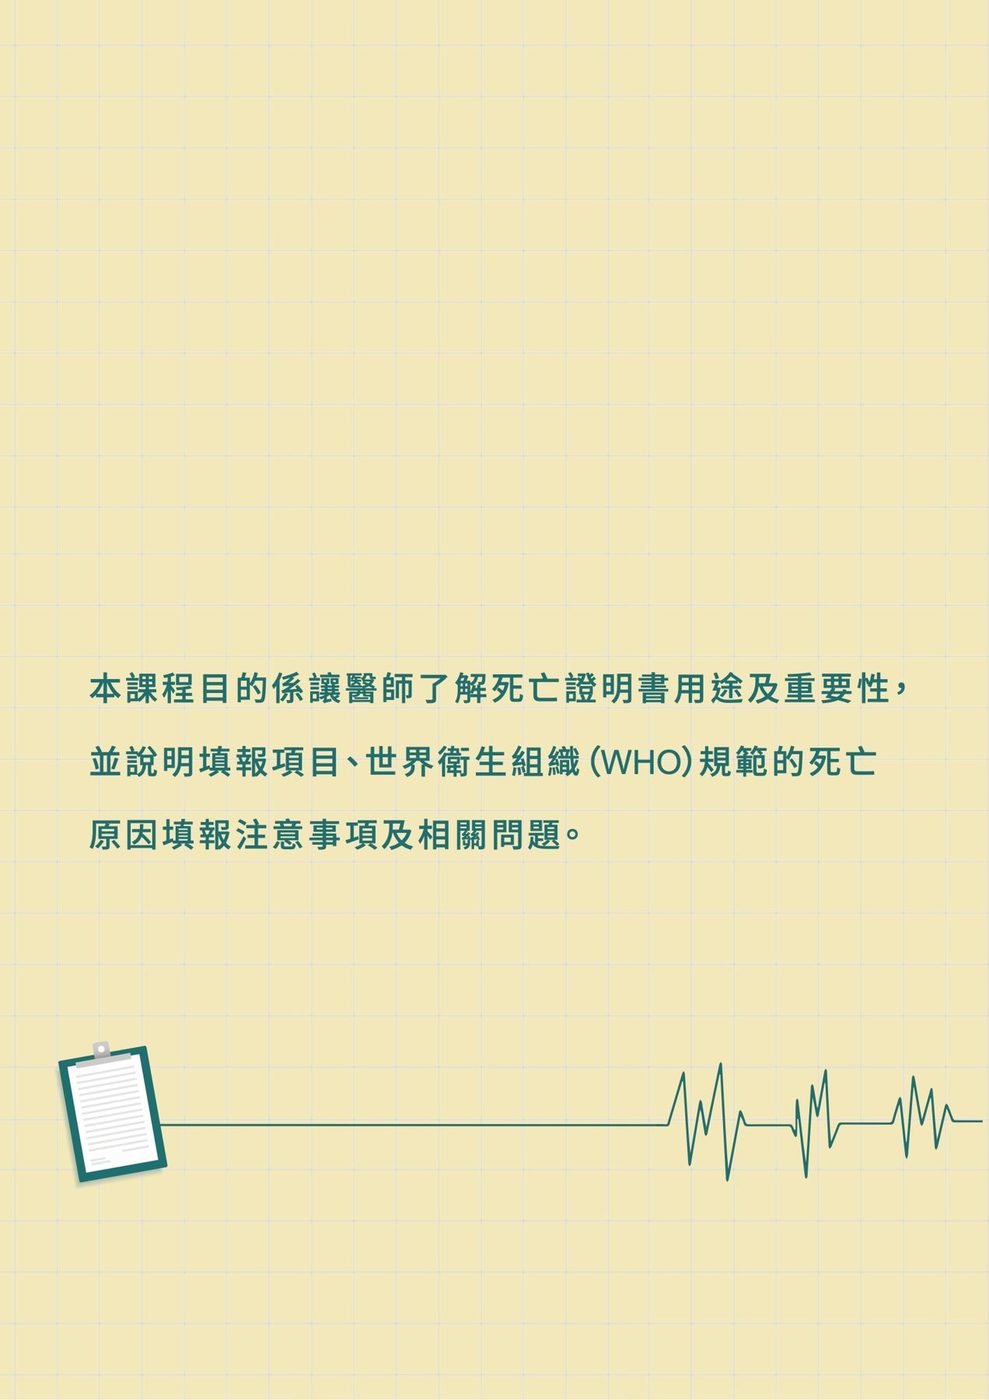 本課程目的係讓醫師了解死亡證明書用途及重要性，
並說明填報項目、世界衛生組織（WHO）規範的死亡
原因填報注意事項及相關問題。